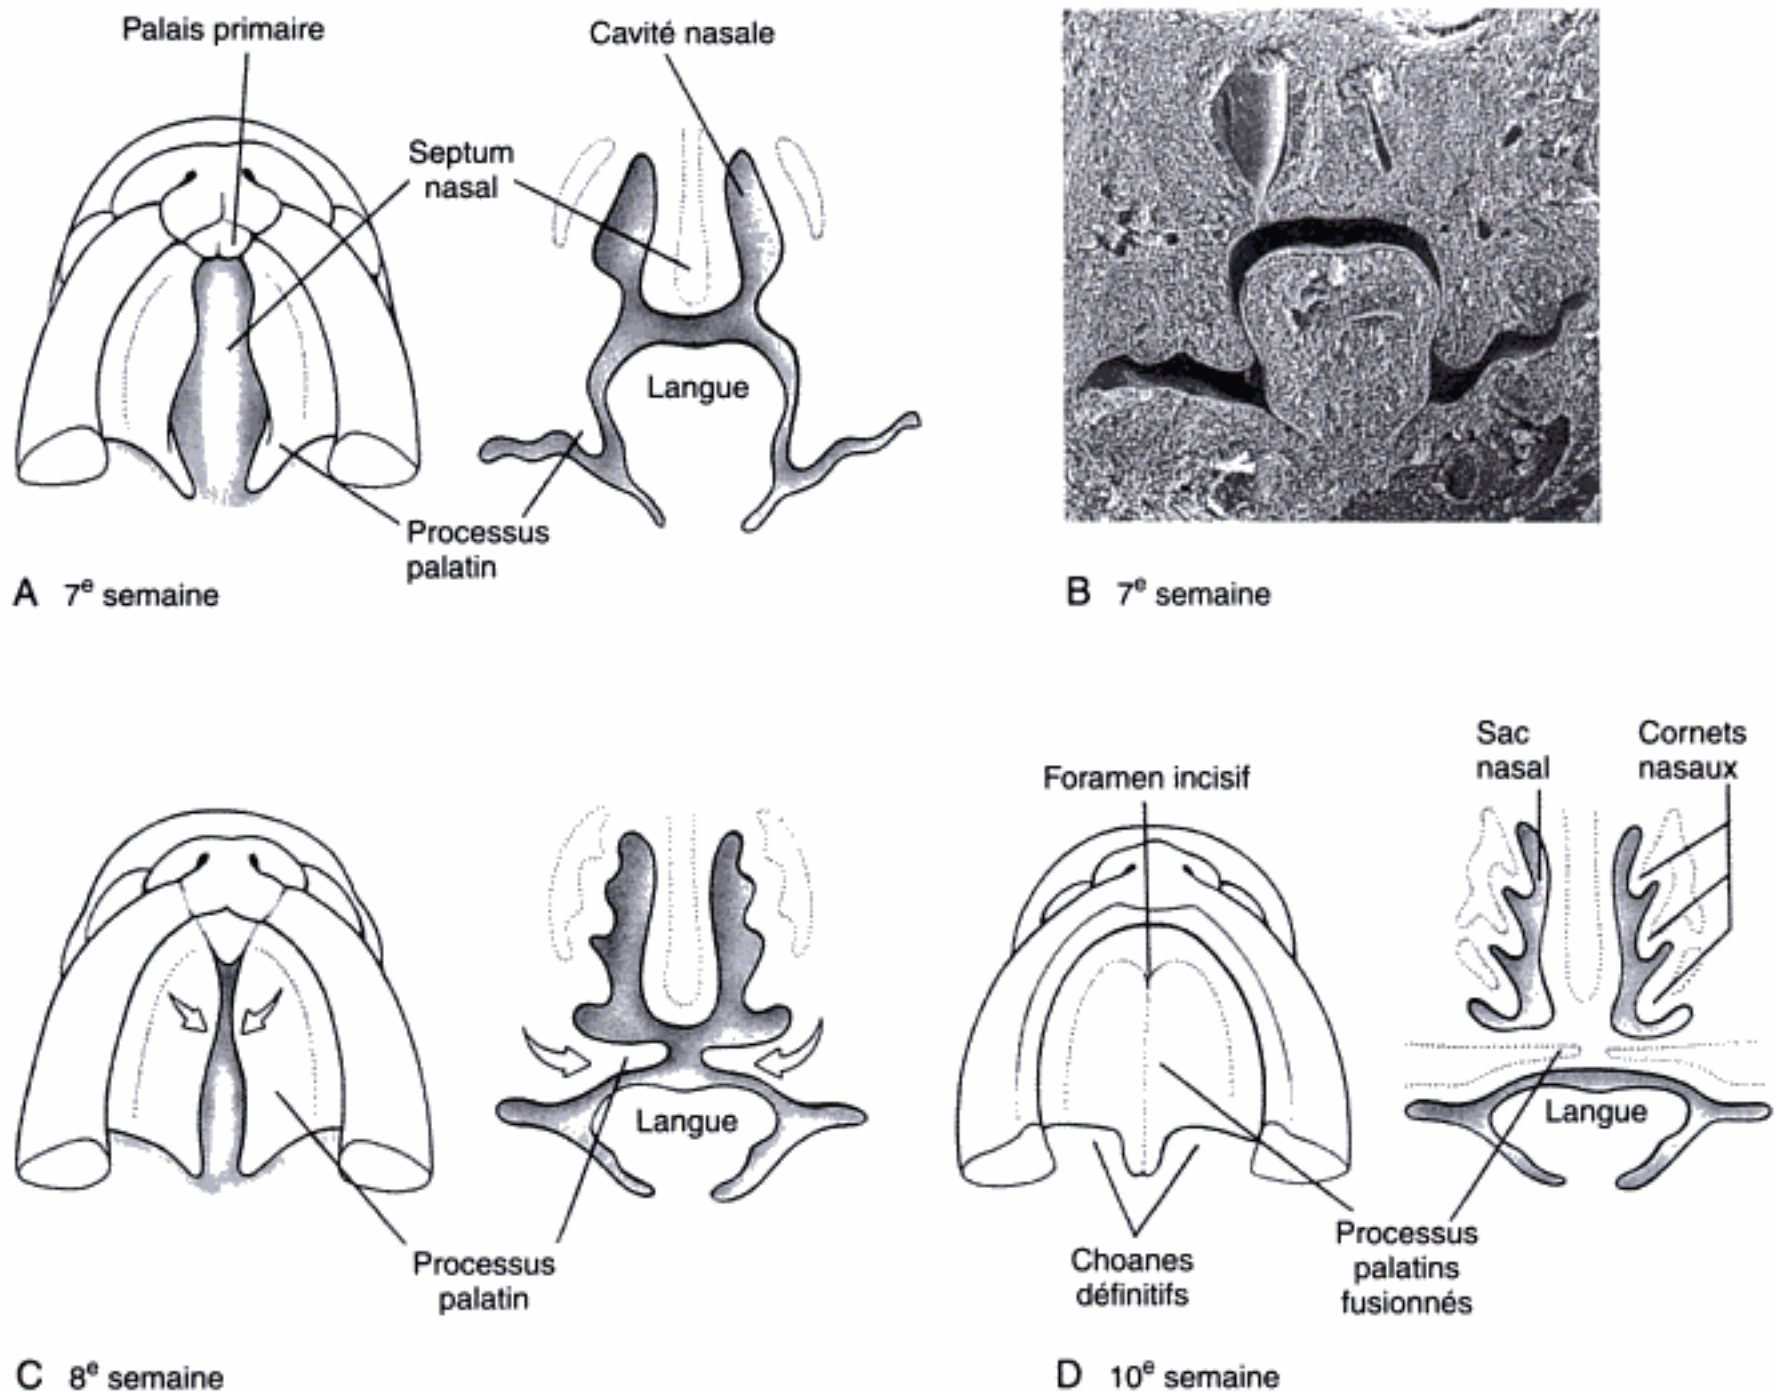 Palais primaire
Cavité nasale
Septum
nasal
Langue
Processus
palatin
A 7e semaine
B 7e semaine
Sac
nasal
Cornets
nasaux
Foramen incisif
Langue
Langue
Processus
palatin
Choanes
définitifs
Processus
palatins
fusionnés
C 8e semaine
D 10e semaine